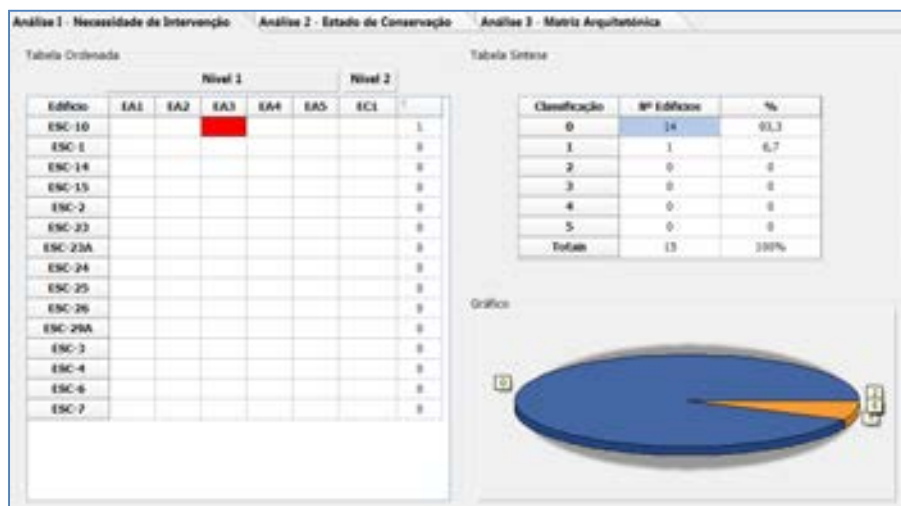 Análise I - Necessidade de Intervenção Análise 2 - Estado de Conservação Análise 3 - Matriz Arquitetónica
Tabela Ordenada
Nível 1 Nível 2
Edifício EA1 EA2 EA3 EA4 EA5 EC1
ESC-10 1
ESC-1 0
ESC-14 0
ESC-15 0
ESC-2 0
ESC-23 0
ESC-23A 0
ESC-24 0
ESC-25 0
ESC-26 0
ESC-29A 0
ESC-3 0
ESC-4 0
ESC-6 0
ESC-7 0
Tabela Síntese
Classificação Nº Edifícios %
0 14 93,3
1 1 6,7
2 0 0
3 0 0
4 0 0
5 0 0
Totais 15 100%
Gráfico
0